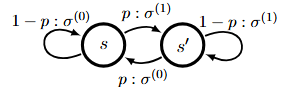 1 − p : σ⁽⁰⁾
p : σ⁽¹⁾
1 − p : σ⁽¹⁾
s
s′
p : σ⁽⁰⁾